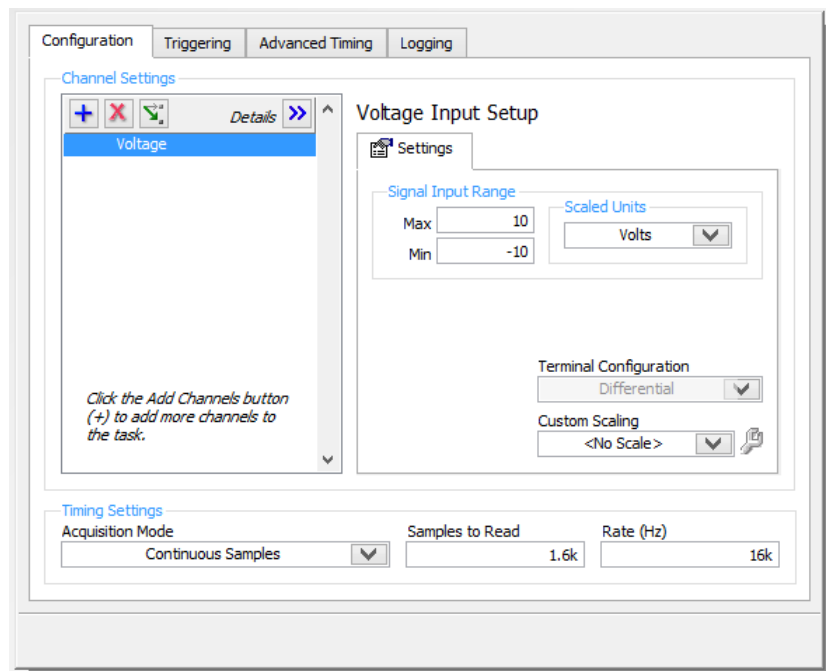 Configuration
Triggering
Advanced Timing
Logging
Channel Settings
Details
Voltage
Click the Add Channels button
(+) to add more channels to
the task.
Voltage Input Setup
Settings
Signal Input Range
Max 10
Min -10
Scaled Units
Volts
Terminal Configuration
Differential
Custom Scaling
<No Scale>
Timing Settings
Acquisition Mode
Continuous Samples
Samples to Read
1.6k
Rate (Hz)
16k